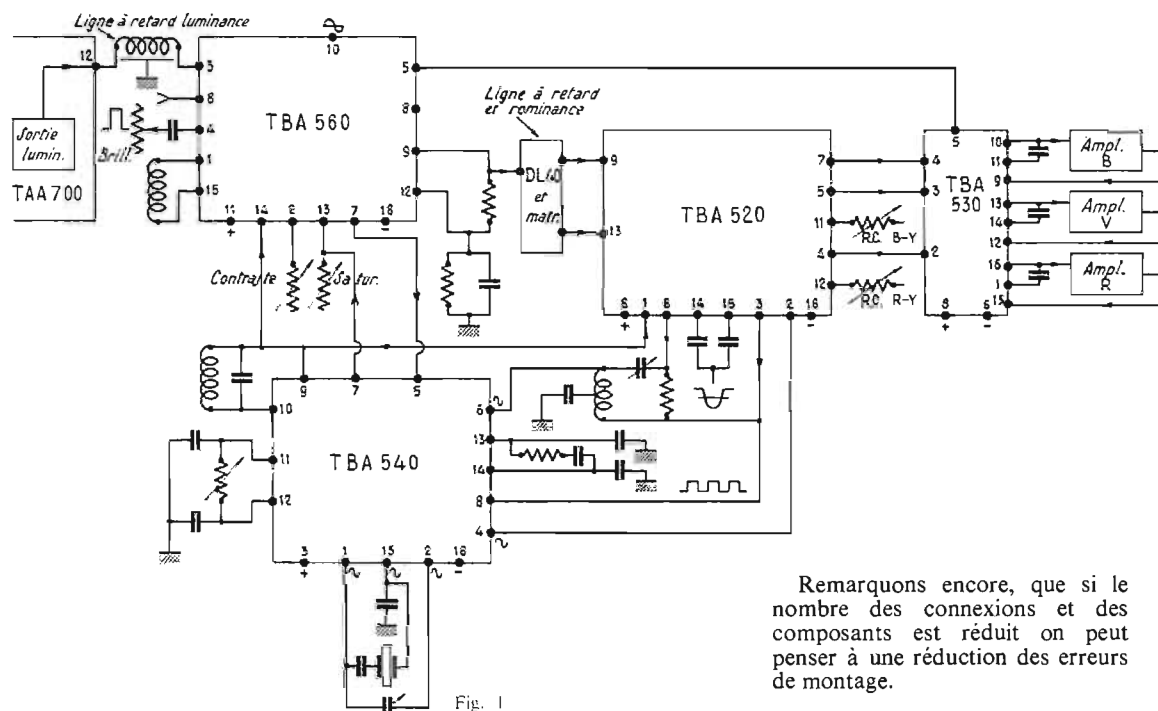 Ligne à retard luminance
12
10
3
6
4
1
15
5
8
9
12
TBA 560
Sortie
lumin.
TAA 700
Brill.
11 14 2 13 7 16
+ -
Contraste
Satur.
Ligne à retard
et rominance
DL40
et
matr.
9
13
TBA 520
7
5
11
4
12
R.G. B-Y
R.G. R-Y
6 1 8 14 15 3 2 16
+ -
4
3
2
5
TBA
530
10
11
9
13
14
12
16
1
15
8 6
+ -
Ampl.
B
Ampl.
V
Ampl.
R
9 7 5
10
11
12
TBA 540
6
13
14
8
4
3 1 15 2 16
+ -
Fig. 1
Remarquons encore, que si le
nombre des connexions et des
composants est réduit on peut
penser à une réduction des erreurs
de montage.